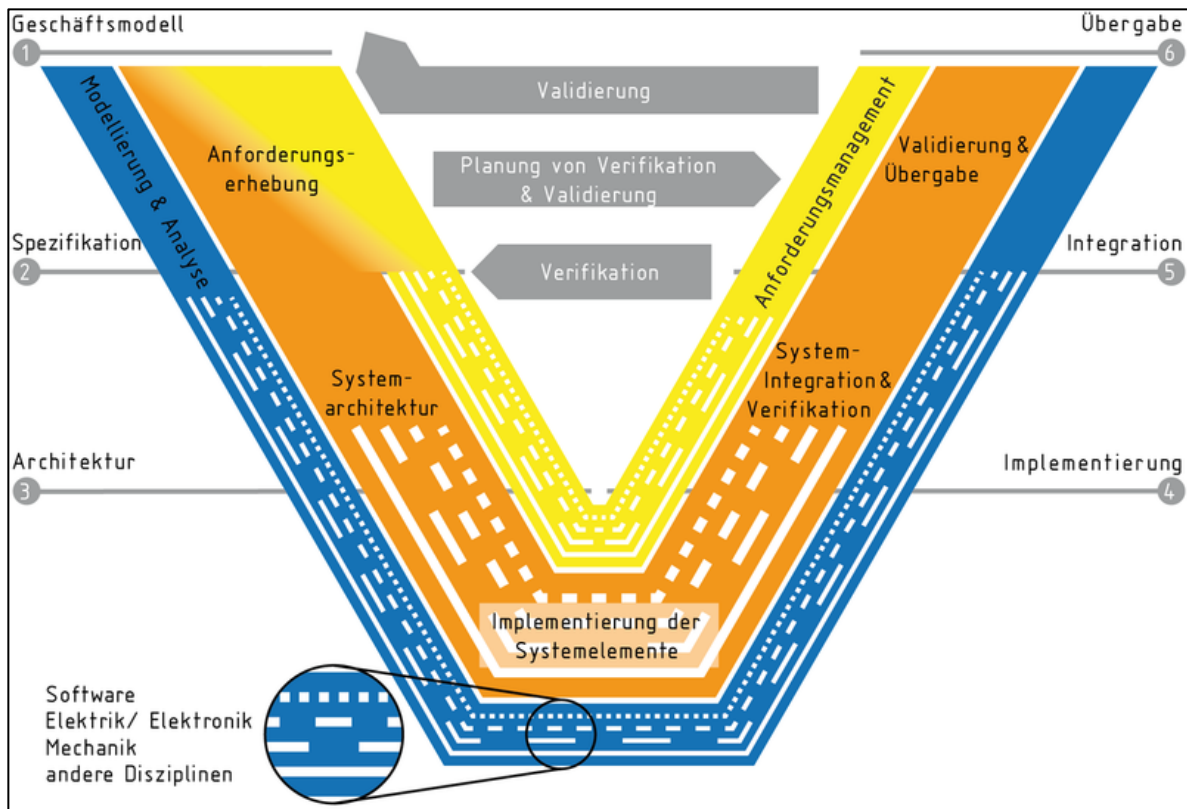 Geschäftsmodell
1
Übergabe
6
Validierung
Modellierung & Analyse
Anforderungs-
erhebung
Planung von Verifikation
& Validierung
Anforderungsmanagement
Validierung &
Übergabe
Spezifikation
2
Verifikation
Integration
5
System-
architektur
System-
Integration &
Verifikation
Architektur
3
Implementierung
4
Implementierung der
Systemelemente
Software
Elektrik/ Elektronik
Mechanik
andere Disziplinen